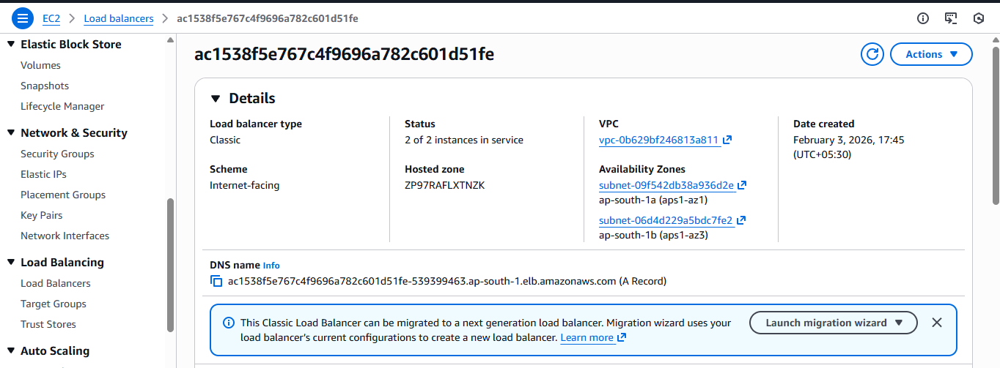 EC2 > Load balancers > ac1538f5e767c4f9696a782c601d51fe
Elastic Block Store
Volumes
Snapshots
Lifecycle Manager
Network & Security
Security Groups
Elastic IPs
Placement Groups
Key Pairs
Network Interfaces
Load Balancing
Load Balancers
Target Groups
Trust Stores
Auto Scaling
ac1538f5e767c4f9696a782c601d51fe
Actions
Details
Load balancer type
Classic
Scheme
Internet-facing
Status
2 of 2 instances in service
Hosted zone
ZP97RAFLXTNZK
VPC
vpc-0b629bf246813a811
Availability Zones
subnet-09f542db38a936d2e
ap-south-1a (aps1-az1)
subnet-06d4d229a5bdc7fe2
ap-south-1b (aps1-az3)
Date created
February 3, 2026, 17:45
(UTC+05:30)
DNS name Info
ac1538f5e767c4f9696a782c601d51fe-539399463.ap-south-1.elb.amazonaws.com (A Record)
This Classic Load Balancer can be migrated to a next generation load balancer. Migration wizard uses your
load balancer's current configurations to create a new load balancer. Learn more
Launch migration wizard